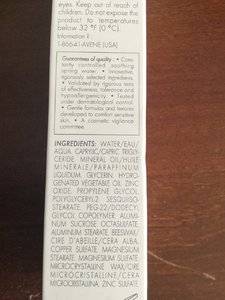 eyes. Keep out of reach of
children. Do not expose the
product to temperatures
below 32 °F (0 °C).
Information :
1-86641-AVENE (USA)
Guarantees of quality : • Cons-
tantly controlled soothing
spring water. • Innovative,
rigorously selected ingredients.
• Validated by rigorous tests
of effectiveness, tolerance and
hypoallergenicity. • Tested
under dermatological control.
• Gentle formulas and textures
developed to comfort sensitive
skin. • A cosmetic vigilance
committee.
INGREDIENTS: WATER/EAU/
AQUA. CAPRYLIC/CAPRIC TRIGLY-
CERIDE. MINERAL OIL/HUILE
MINERALE/PARAFFINUM
LIQUIDUM. GLYCERIN. HYDRO-
GENATED VEGETABLE OIL. ZINC
OXIDE. PROPYLENE GLYCOL.
POLYGLYCERYL-2 SESQUIISO-
STEARATE. PEG-22/DODECYL
GLYCOL COPOLYMER. ALUMI-
NUM SUCROSE OCTASULFATE.
ALUMINUM STEARATE. BEESWAX/
CIRE D'ABEILLE/CERA ALBA.
COPPER SULFATE. MAGNESIUM
STEARATE. MAGNESIUM SULFATE.
MICROCRYSTALLINE WAX/CIRE
MICROCRISTALLINE/CERA
MICROCRISTALLINA. ZINC SULFATE.